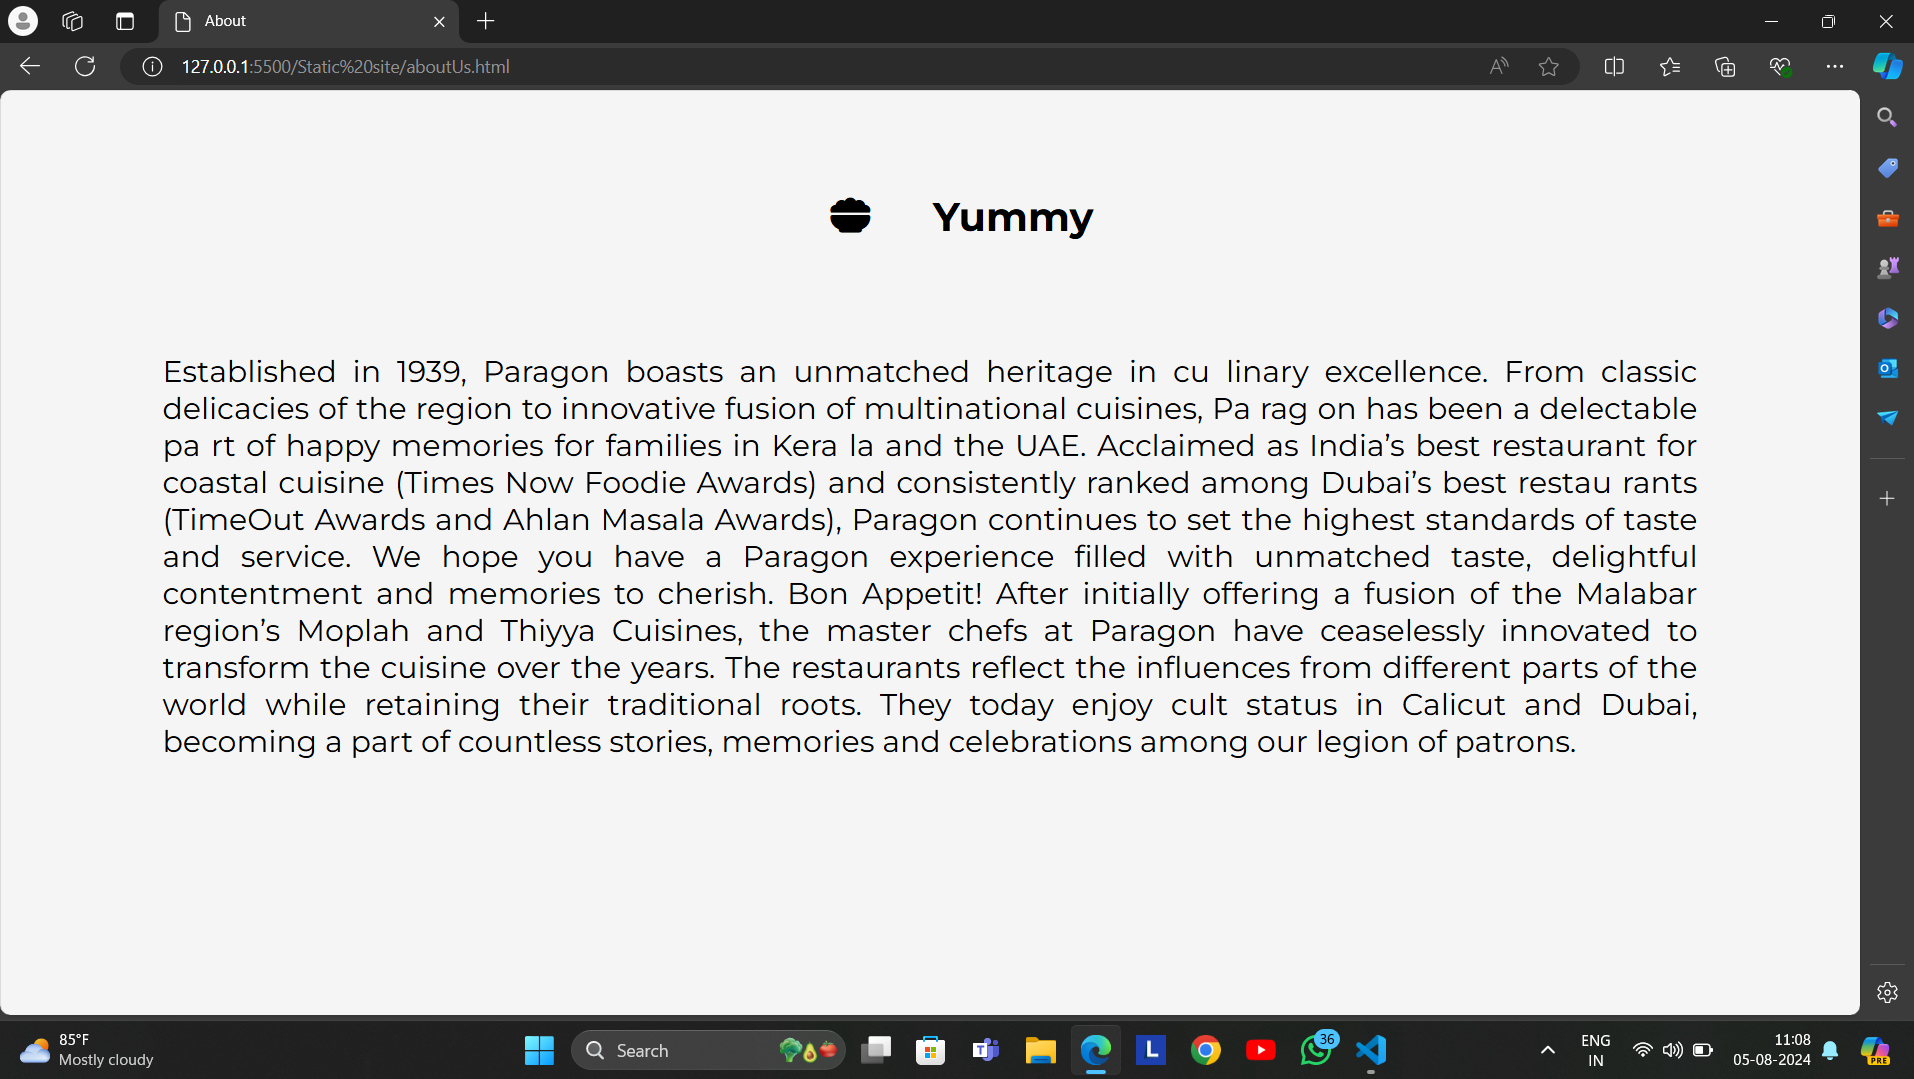 About
127.0.0.1:5500/Static%20site/aboutUs.html
Yummy
Established in 1939, Paragon boasts an unmatched heritage in cu linary excellence. From classic
delicacies of the region to innovative fusion of multinational cuisines, Pa rag on has been a delectable
pa rt of happy memories for families in Kera la and the UAE. Acclaimed as India’s best restaurant for
coastal cuisine (Times Now Foodie Awards) and consistently ranked among Dubai’s best restau rants
(TimeOut Awards and Ahlan Masala Awards), Paragon continues to set the highest standards of taste
and service. We hope you have a Paragon experience filled with unmatched taste, delightful
contentment and memories to cherish. Bon Appetit! After initially offering a fusion of the Malabar
region’s Moplah and Thiyya Cuisines, the master chefs at Paragon have ceaselessly innovated to
transform the cuisine over the years. The restaurants reflect the influences from different parts of the
world while retaining their traditional roots. They today enjoy cult status in Calicut and Dubai,
becoming a part of countless stories, memories and celebrations among our legion of patrons.
85°F
Mostly cloudy
Search
L
36
ENG
IN
11:08
05-08-2024
PRE